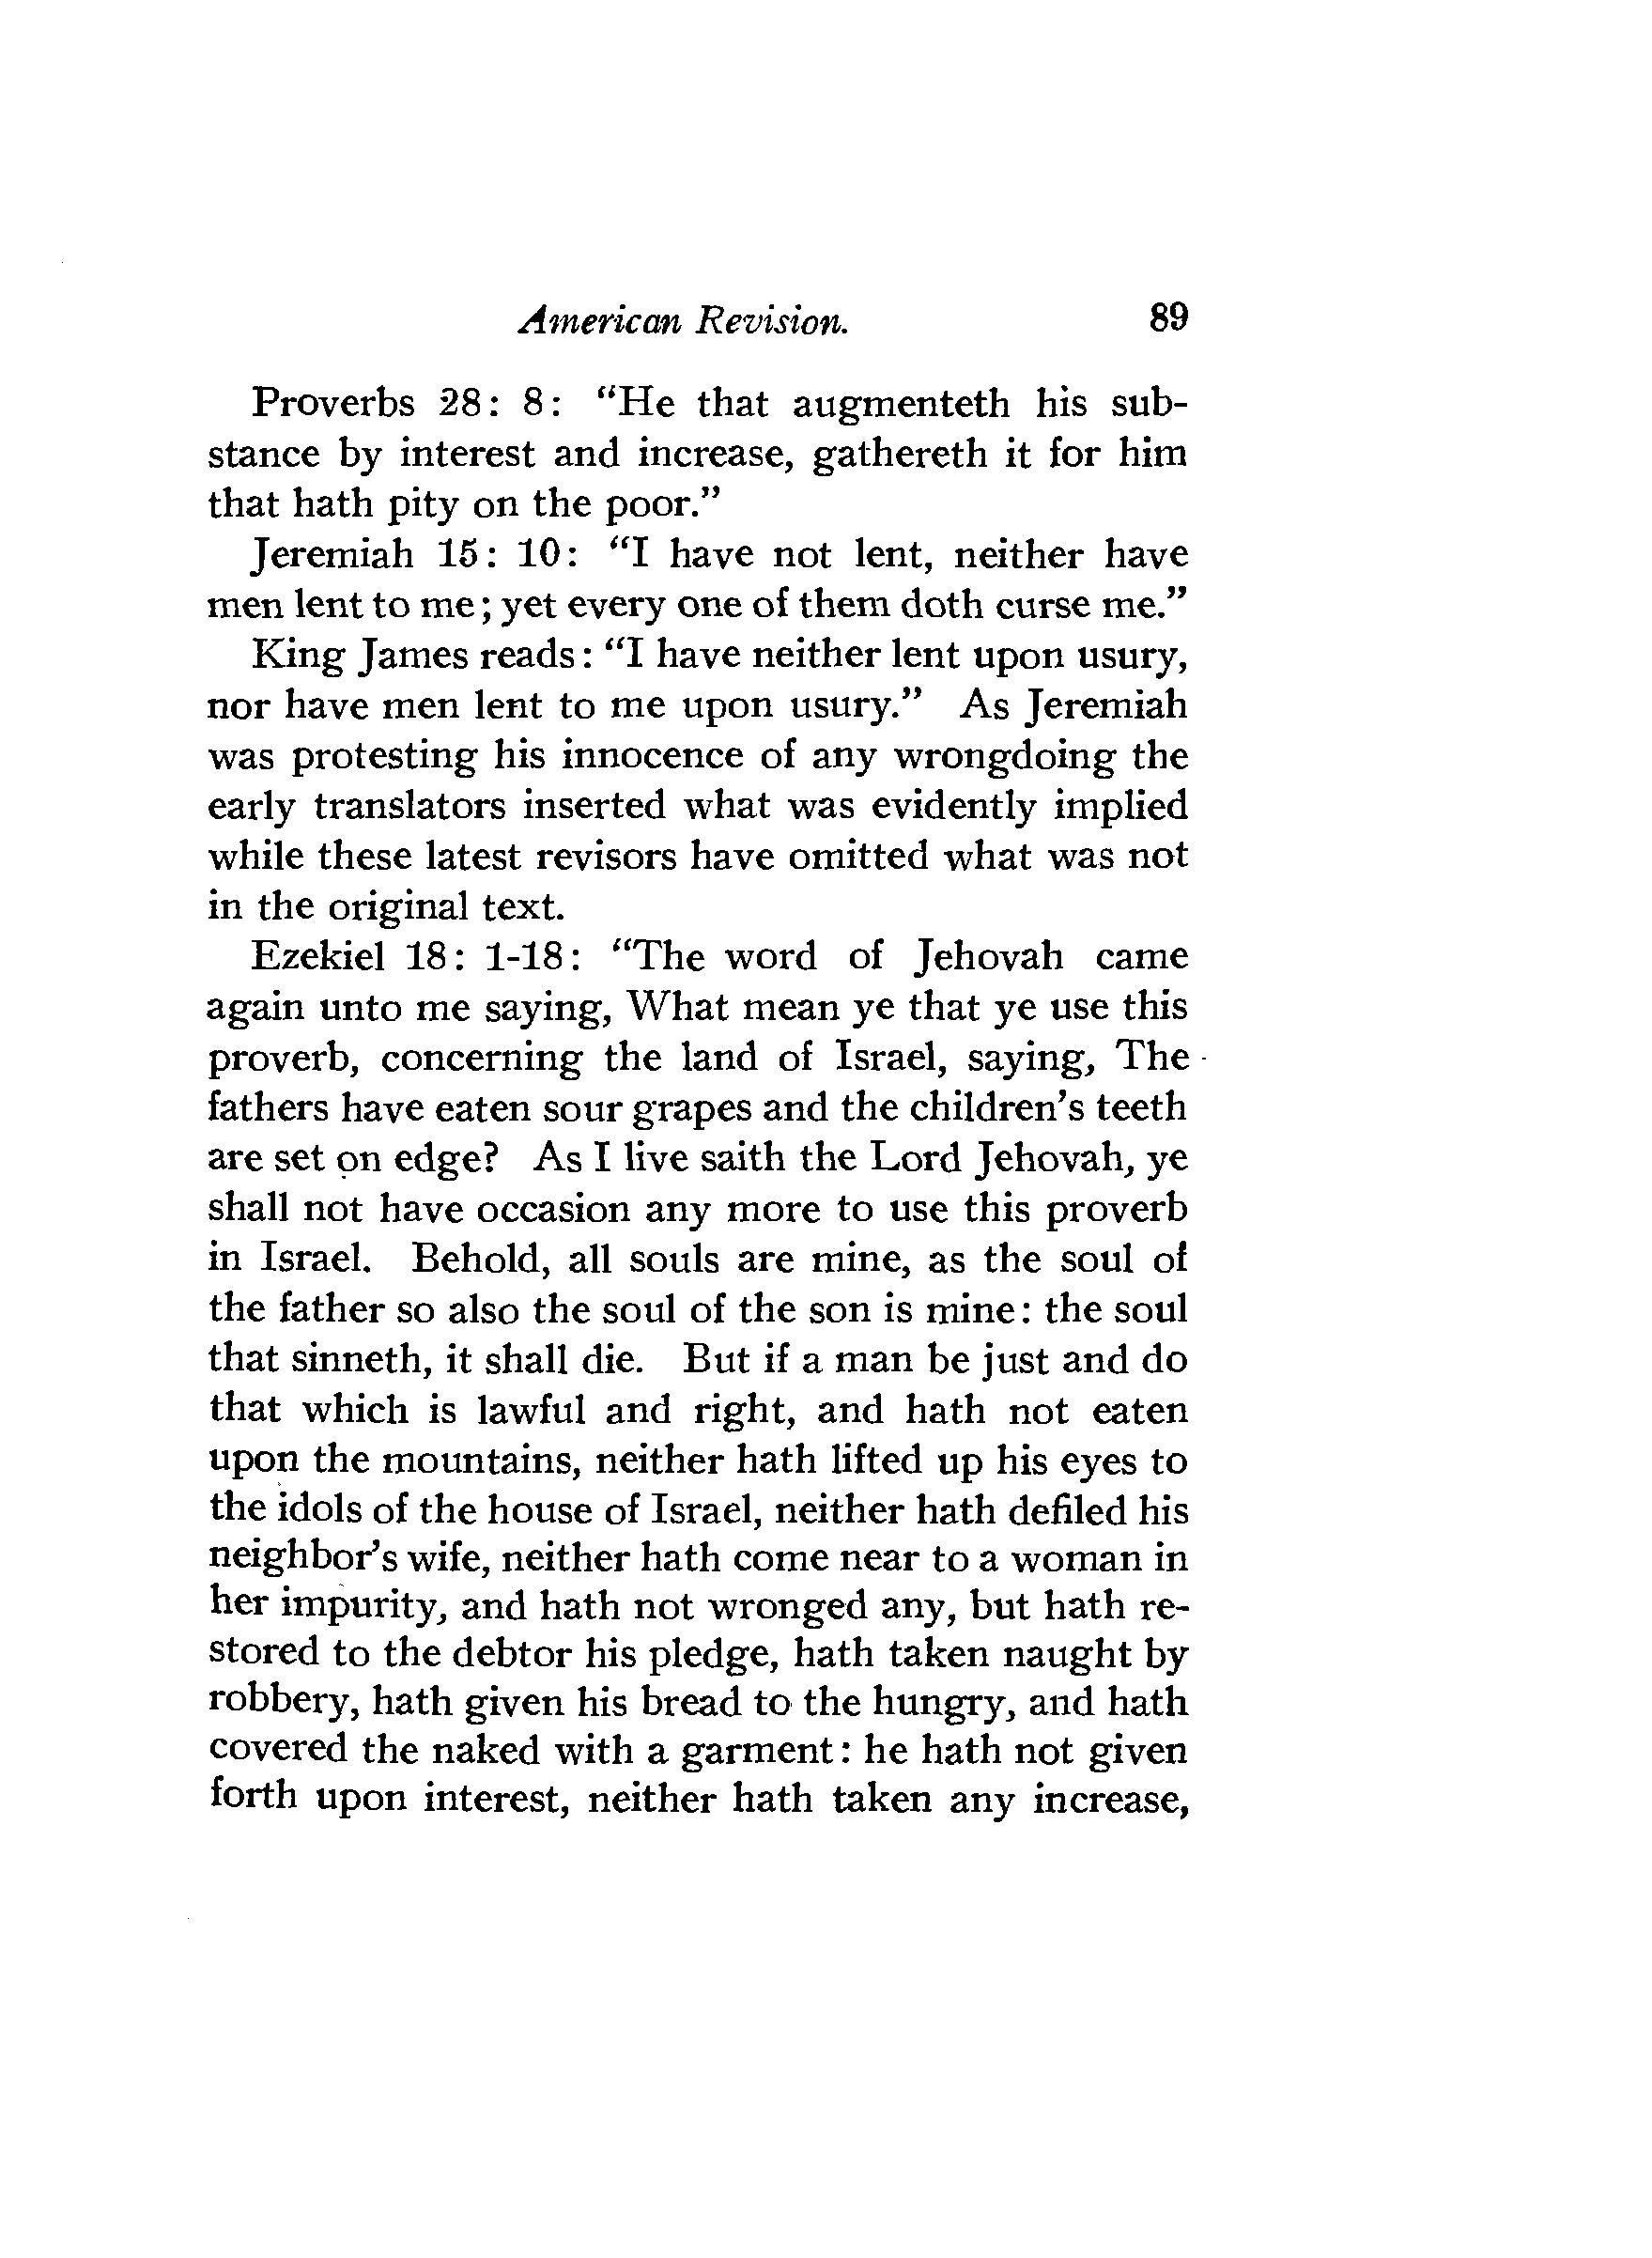 American Revision. 89
Proverbs 28: 8: "He that augmenteth his sub-
stance by interest and increase, gathereth it for him
that hath pity on the poor."
Jeremiah 15: 10: "I have not lent, neither have
men lent to me; yet every one of them doth curse me."
King James reads: "I have neither lent upon usury,
nor have men lent to me upon usury." As Jeremiah
was protesting his innocence of any wrongdoing the
early translators inserted what was evidently implied
while these latest revisors have omitted what was not
in the original text.
Ezekiel 18: 1-18: "The word of Jehovah came
again unto me saying, What mean ye that ye use this
proverb, concerning the land of Israel, saying, The
fathers have eaten sour grapes and the children's teeth
are set on edge? As I live saith the Lord Jehovah, ye
shall not have occasion any more to use this proverb
in Israel. Behold, all souls are mine, as the soul of
the father so also the soul of the son is mine: the soul
that sinneth, it shall die. But if a man be just and do
that which is lawful and right, and hath not eaten
upon the mountains, neither hath lifted up his eyes to
the idols of the house of Israel, neither hath defiled his
neighbor's wife, neither hath come near to a woman in
her impurity, and hath not wronged any, but hath re-
stored to the debtor his pledge, hath taken naught by
robbery, hath given his bread to the hungry, and hath
covered the naked with a garment: he hath not given
forth upon interest, neither hath taken any increase,